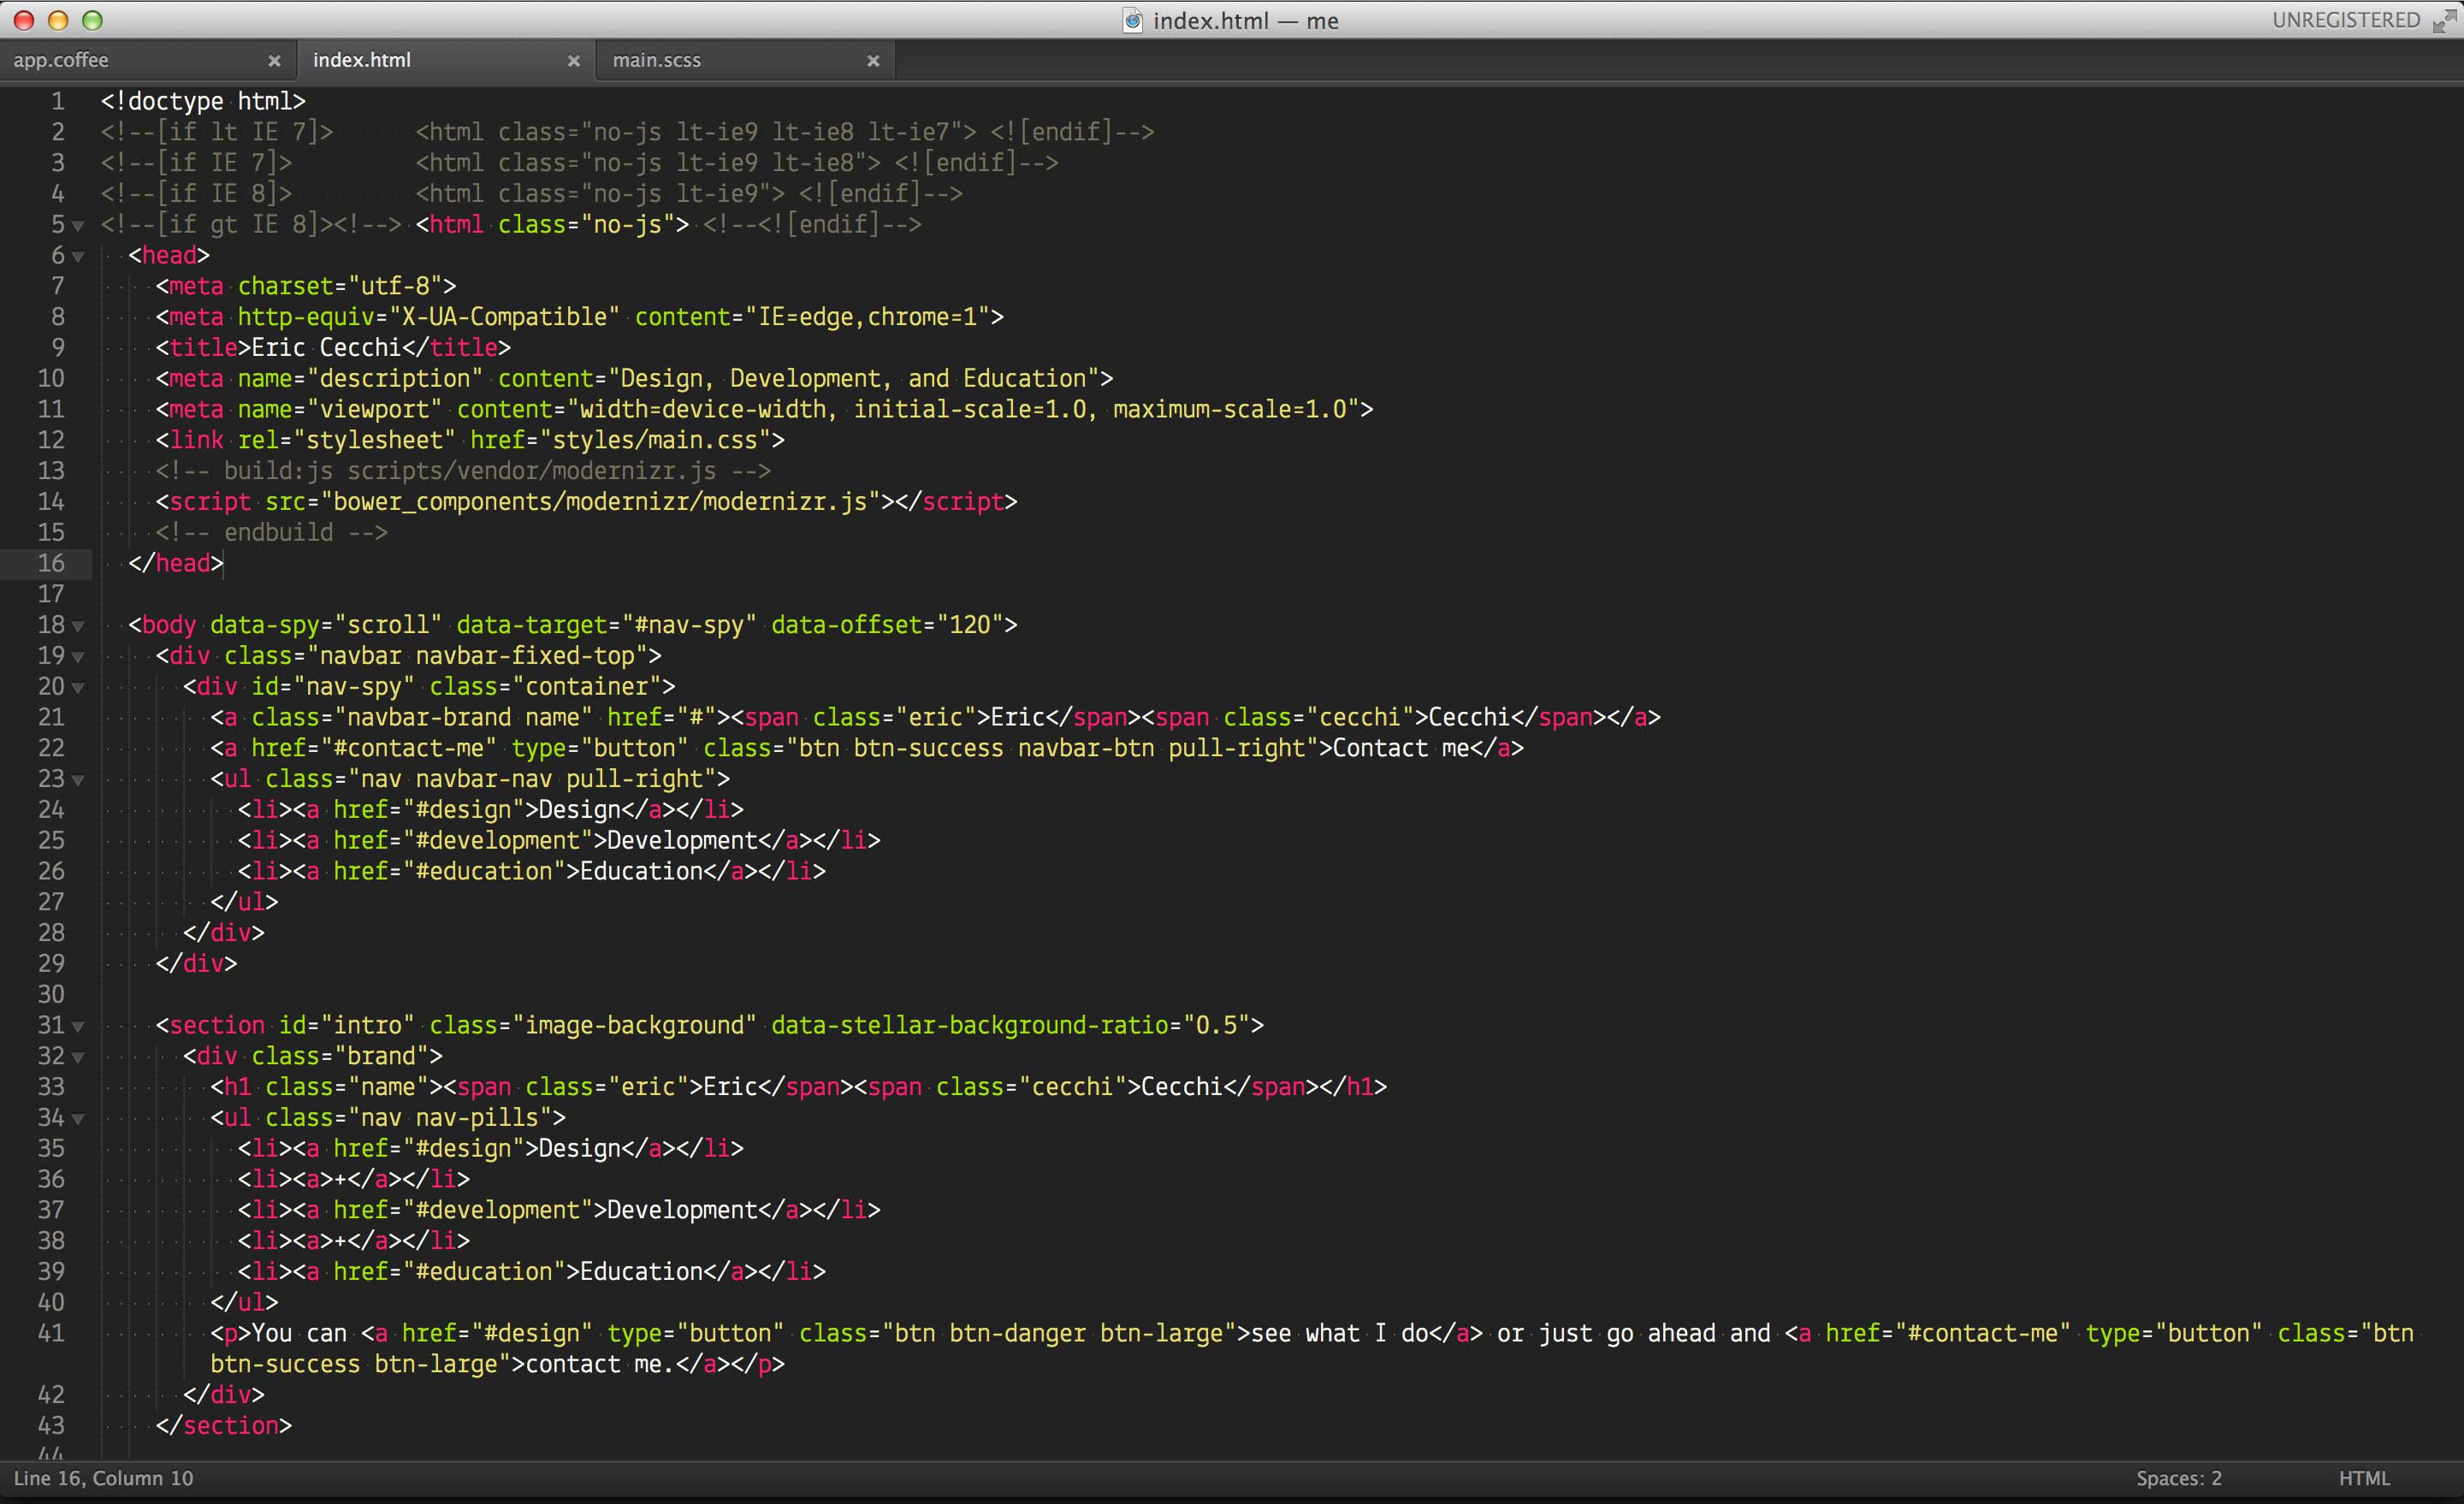 index.html — me
UNREGISTERED
app.coffee × index.html × main.scss ×
1 <!doctype html>
2 <!--[if lt IE 7]>      <html class="no-js lt-ie9 lt-ie8 lt-ie7"> <![endif]-->
3 <!--[if IE 7]>         <html class="no-js lt-ie9 lt-ie8"> <![endif]-->
4 <!--[if IE 8]>         <html class="no-js lt-ie9"> <![endif]-->
5 <!--[if gt IE 8]><!--> <html class="no-js"> <!--<![endif]-->
6   <head>
7     <meta charset="utf-8">
8     <meta http-equiv="X-UA-Compatible" content="IE=edge,chrome=1">
9     <title>Eric Cecchi</title>
10     <meta name="description" content="Design, Development, and Education">
11     <meta name="viewport" content="width=device-width, initial-scale=1.0, maximum-scale=1.0">
12     <link rel="stylesheet" href="styles/main.css">
13     <!-- build:js scripts/vendor/modernizr.js -->
14     <script src="bower_components/modernizr/modernizr.js"></script>
15     <!-- endbuild -->
16   </head>
17
18   <body data-spy="scroll" data-target="#nav-spy" data-offset="120">
19     <div class="navbar navbar-fixed-top">
20       <div id="nav-spy" class="container">
21         <a class="navbar-brand name" href="#"><span class="eric">Eric</span><span class="cecchi">Cecchi</span></a>
22         <a href="#contact-me" type="button" class="btn btn-success navbar-btn pull-right">Contact me</a>
23         <ul class="nav navbar-nav pull-right">
24           <li><a href="#design">Design</a></li>
25           <li><a href="#development">Development</a></li>
26           <li><a href="#education">Education</a></li>
27         </ul>
28       </div>
29     </div>
30
31     <section id="intro" class="image-background" data-stellar-background-ratio="0.5">
32       <div class="brand">
33         <h1 class="name"><span class="eric">Eric</span><span class="cecchi">Cecchi</span></h1>
34         <ul class="nav nav-pills">
35           <li><a href="#design">Design</a></li>
36           <li><a>+</a></li>
37           <li><a href="#development">Development</a></li>
38           <li><a>+</a></li>
39           <li><a href="#education">Education</a></li>
40         </ul>
41         <p>You can <a href="#design" type="button" class="btn btn-danger btn-large">see what I do</a> or just go ahead and <a href="#contact-me" type="button" class="btn
btn-success btn-large">contact me.</a></p>
42       </div>
43     </section>
44
Line 16, Column 10
Spaces: 2
HTML